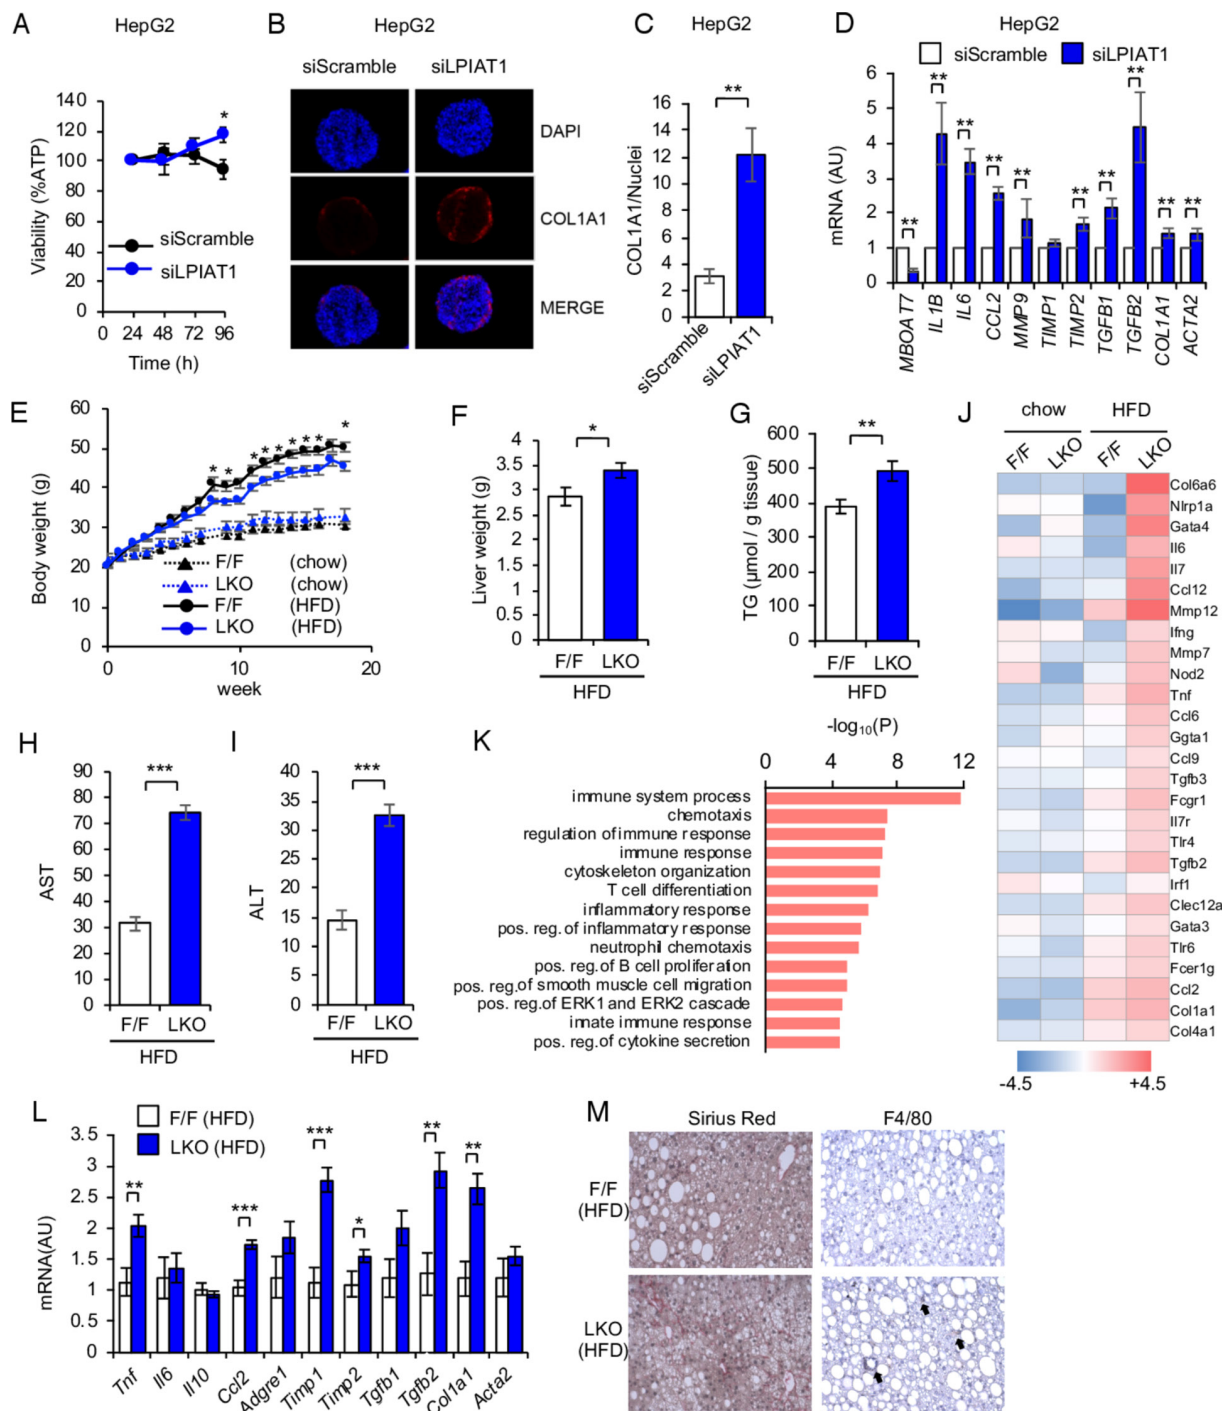 A
HepG2
Viability (%ATP)
140
120
100
80
60
40
20
0
*
siScramble
siLPIAT1
0 24 48 72 96
Time (h)
B
HepG2
siScramble siLPIAT1
DAPI
COL1A1
MERGE
C
HepG2
COL1A1/Nuclei
16
14
12
10
8
6
4
2
0
**
siScramble
siLPIAT1
D
HepG2
siScramble siLPIAT1
mRNA (AU)
6
5
4
3
2
1
0
** ** ** ** ** ** ** ** ** **
MBOAT7
IL1B
IL6
CCL2
MMP9
TIMP1
TIMP2
TGFB1
TGFB2
COL1A1
ACTA2
E
Body weight (g)
60
50
40
30
20
10
0
* * * * * * * * *
F/F (chow)
LKO (chow)
F/F (HFD)
LKO (HFD)
0 10 20
week
F
Liver weight (g)
4
3.5
3
2.5
2
1.5
1
0.5
0
*
F/F LKO
HFD
G
TG (µmol / g tissue)
600
500
400
300
200
100
0
**
F/F LKO
HFD
J
chow HFD
F/F LKO F/F LKO
Col6a6
Nlrp1a
Gata4
Il6
Il7
Ccl12
Mmp12
Ifng
Mmp7
Nod2
Tnf
Ccl6
Ggta1
Ccl9
Tgfb3
Fcgr1
Il7r
Tlr4
Tgfb2
Irf1
Clec12a
Gata3
Tlr6
Fcer1g
Ccl2
Col1a1
Col4a1
-4.5 +4.5
H
AST
90
80
70
60
50
40
30
20
10
0
***
F/F LKO
HFD
I
ALT
40
35
30
25
20
15
10
5
0
***
F/F LKO
HFD
K
-log10(P)
0 4 8 12
immune system process
chemotaxis
regulation of immune response
immune response
cytoskeleton organization
T cell differentiation
inflammatory response
pos. reg. of inflammatory response
neutrophil chemotaxis
pos. reg. of B cell proliferation
pos. reg. of smooth muscle cell migration
pos. reg. of ERK1 and ERK2 cascade
innate immune response
pos. reg. of cytokine secretion
L
F/F (HFD)
LKO (HFD)
mRNA(AU)
3.5
3
2.5
2
1.5
1
0.5
0
** *** *** * ** **
Tnf
Il6
Il10
Ccl2
Adgre1
Timp1
Timp2
Tgfb1
Tgfb2
Col1a1
Acta2
M
Sirius Red F4/80
F/F
(HFD)
LKO
(HFD)